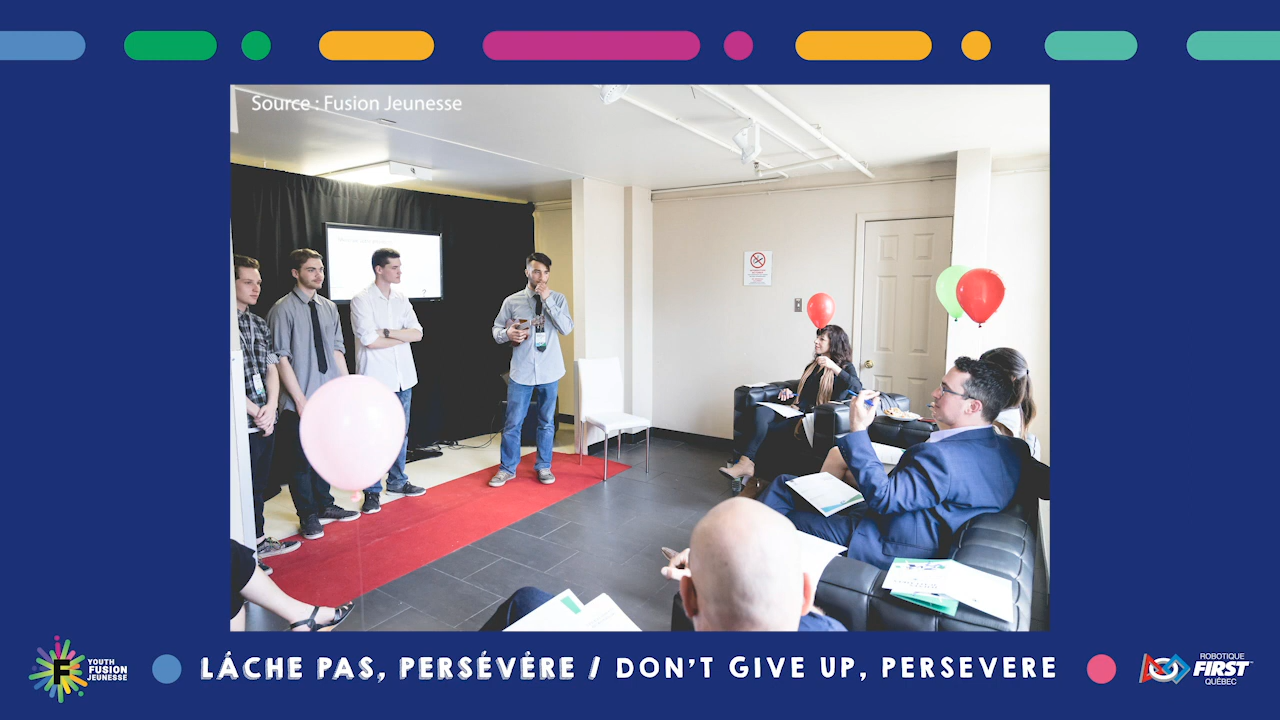 Source : Fusion Jeunesse
?
YOUTH
FUSION
JEUNESSE
F
LÂCHE PAS, PERSÉVÈRE / DON'T GIVE UP, PERSEVERE
ROBOTIQUE
FIRST
QUÉBEC